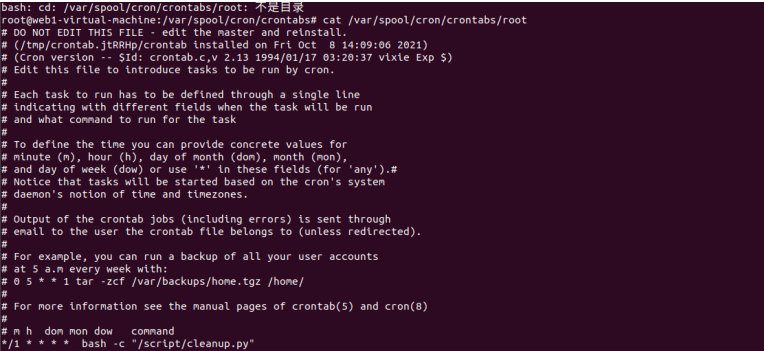 bash: cd: /var/spool/cron/crontabs/root: 不是目录
root@web1-virtual-machine:/var/spool/cron/crontabs# cat /var/spool/cron/crontabs/root
# DO NOT EDIT THIS FILE - edit the master and reinstall.
# (/tmp/crontab.jtRRHp/crontab installed on Fri Oct  8 14:09:06 2021)
# (Cron version -- $Id: crontab.c,v 2.13 1994/01/17 03:20:37 vixie Exp $)
# Edit this file to introduce tasks to be run by cron.
#
# Each task to run has to be defined through a single line
# indicating with different fields when the task will be run
# and what command to run for the task
#
# To define the time you can provide concrete values for
# minute (m), hour (h), day of month (dom), month (mon),
# and day of week (dow) or use '*' in these fields (for 'any').#
# Notice that tasks will be started based on the cron's system
# daemon's notion of time and timezones.
#
# Output of the crontab jobs (including errors) is sent through
# email to the user the crontab file belongs to (unless redirected).
#
# For example, you can run a backup of all your user accounts
# at 5 a.m every week with:
# 0 5 * * 1 tar -zcf /var/backups/home.tgz /home/
#
# For more information see the manual pages of crontab(5) and cron(8)
#
# m h  dom mon dow   command
*/1 * * * *  bash -c "/script/cleanup.py"